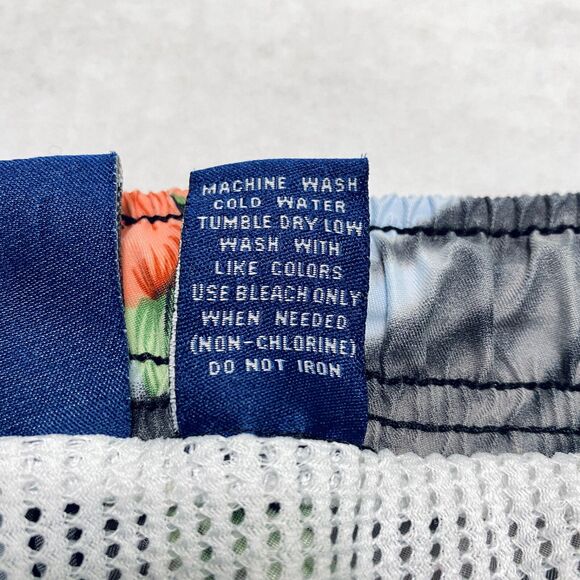 MACHINE WASH
COLD WATER
TUMBLE DRY LOW
WASH WITH
LIKE COLORS
USE BLEACH ONLY
WHEN NEEDED
(NON-CHLORINE)
DO NOT IRON